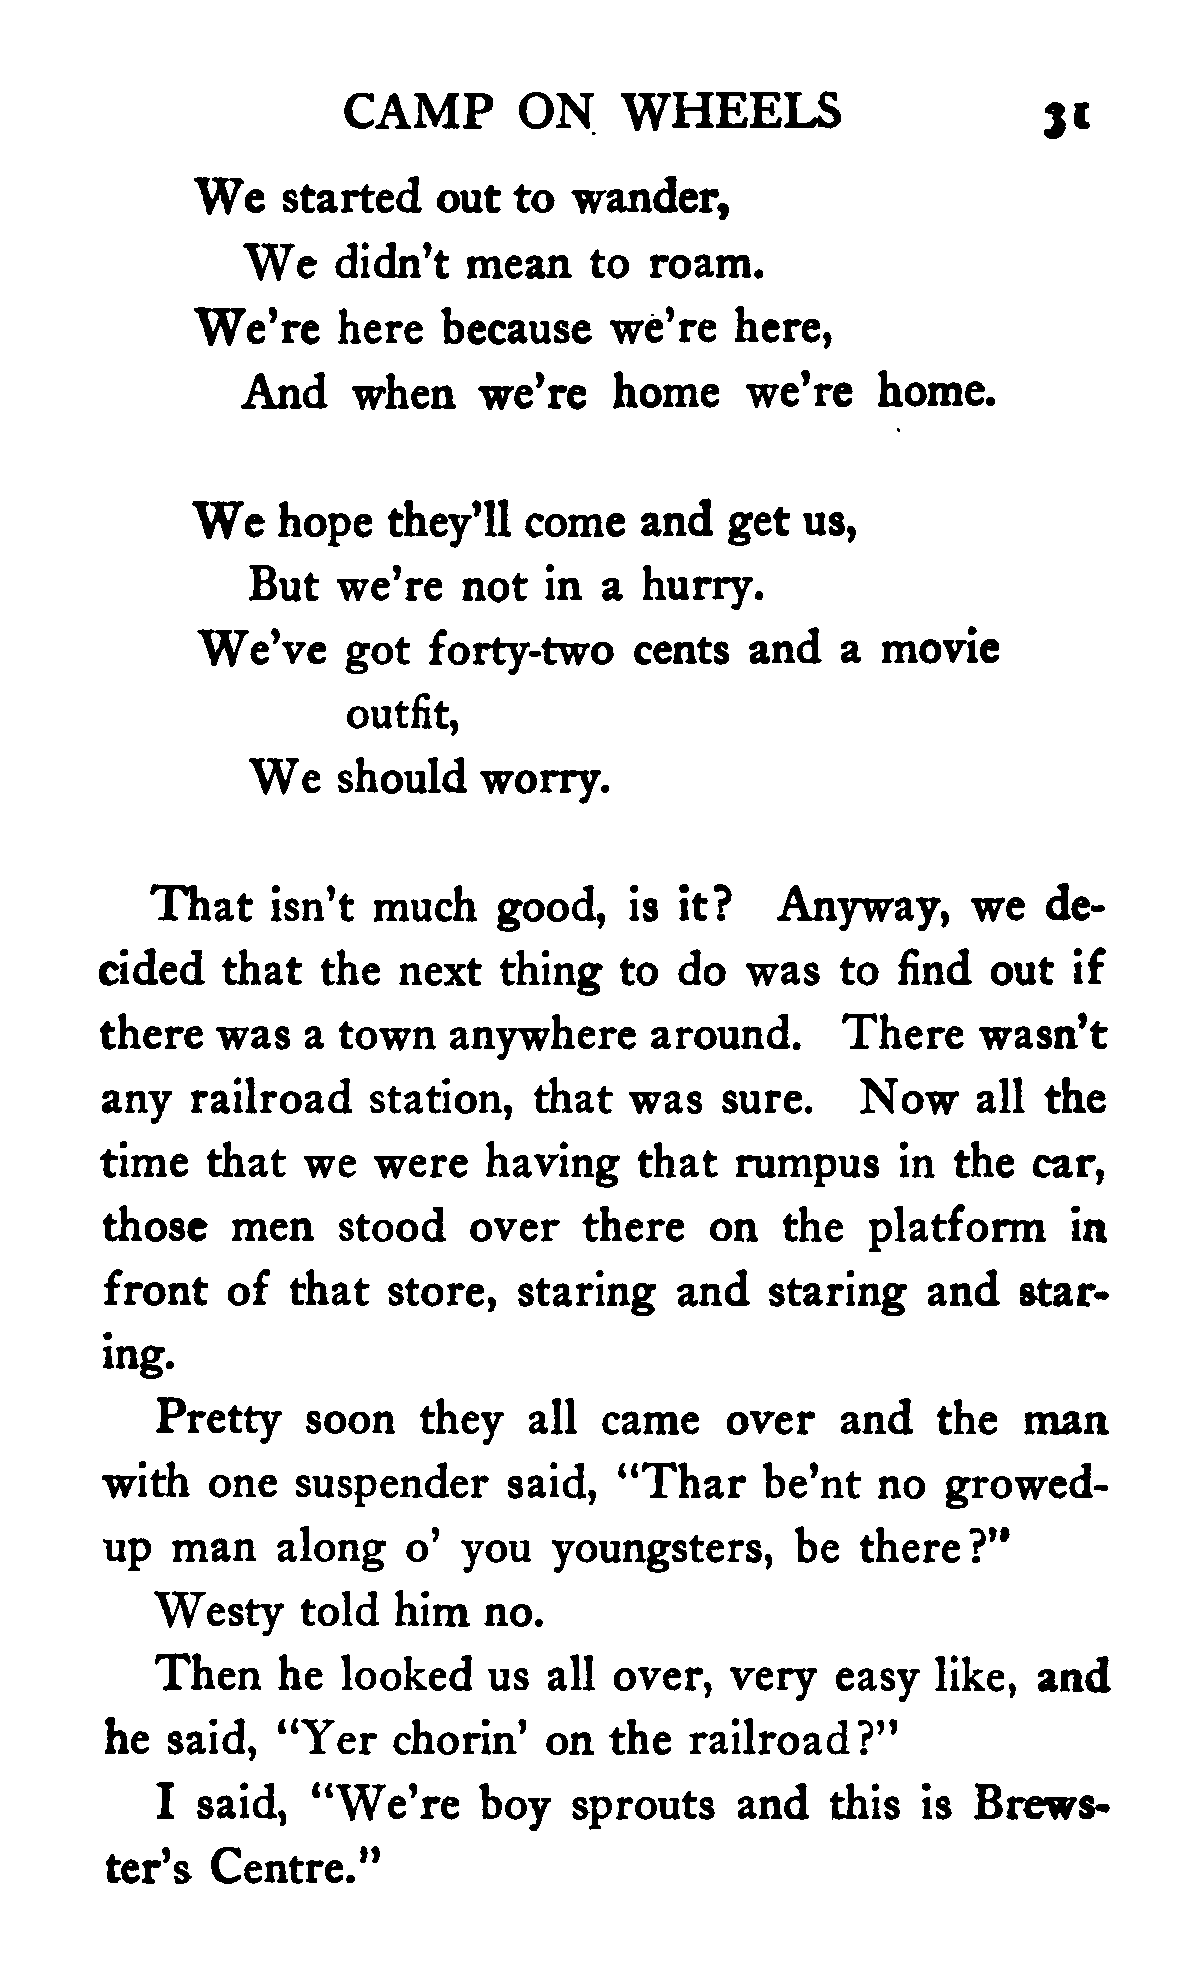 CAMP ON WHEELS 31
We started out to wander,
We didn't mean to roam.
We're here because we're here,
And when we're home we're home.
We hope they'll come and get us,
But we're not in a hurry.
We've got forty-two cents and a movie
outfit,
We should worry.
That isn't much good, is it? Anyway, we de-
cided that the next thing to do was to find out if
there was a town anywhere around. There wasn't
any railroad station, that was sure. Now all the
time that we were having that rumpus in the car,
those men stood over there on the platform in
front of that store, staring and staring and star-
ing.
Pretty soon they all came over and the man
with one suspender said, "Thar be'nt no growed-
up man along o' you youngsters, be there?"
Westy told him no.
Then he looked us all over, very easy like, and
he said, "Yer chorin' on the railroad?"
I said, "We're boy sprouts and this is Brews-
ter's Centre."